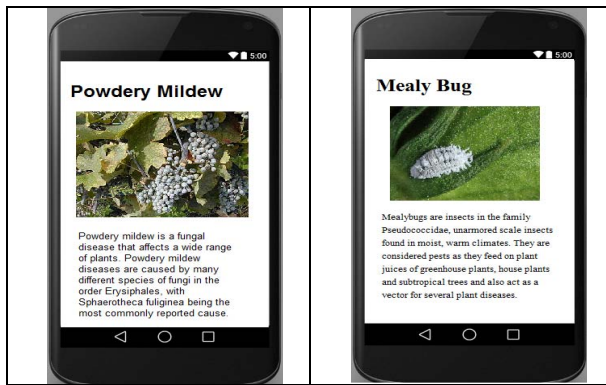 5:00
Powdery Mildew
Powdery mildew is a fungal
disease that affects a wide range
of plants. Powdery mildew
diseases are caused by many
different species of fungi in the
order Erysiphales, with
Sphaerotheca fuliginea being the
most commonly reported cause.
5:00
Mealy Bug
Mealybugs are insects in the family
Pseudococcidae, unarmored scale insects
found in moist, warm climates. They are
considered pests as they feed on plant
juices of greenhouse plants, house plants
and subtropical trees and also act as a
vector for several plant diseases.